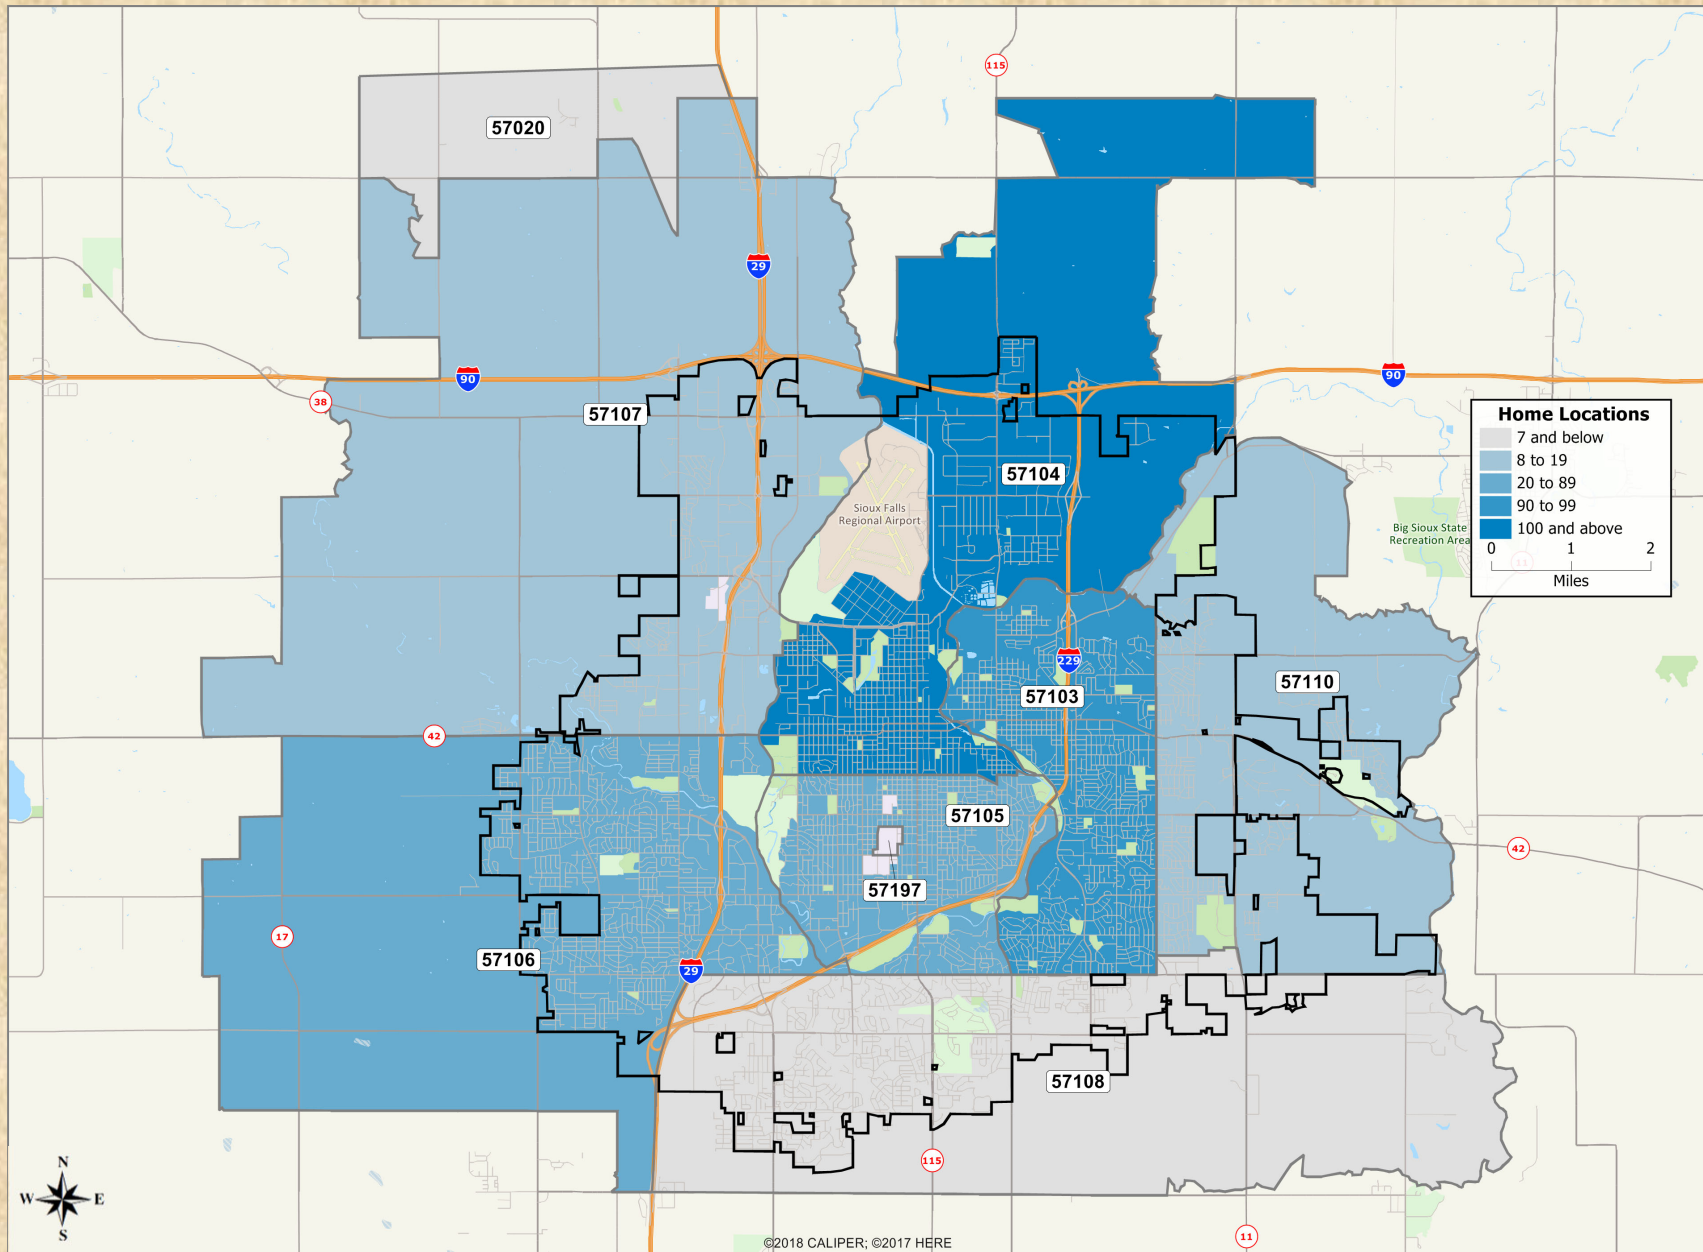 115
57020
29
90
90
38
57107
Home Locations
7 and below
8 to 19
20 to 89
90 to 99
100 and above
0 1 2
Miles
57104
Sioux Falls
Regional Airport
Big Sioux State
Recreation Area
11
229
57110
57103
42
57105
42
57197
17
57106
29
57108
115
N
W E
S
11
©2018 CALIPER; ©2017 HERE